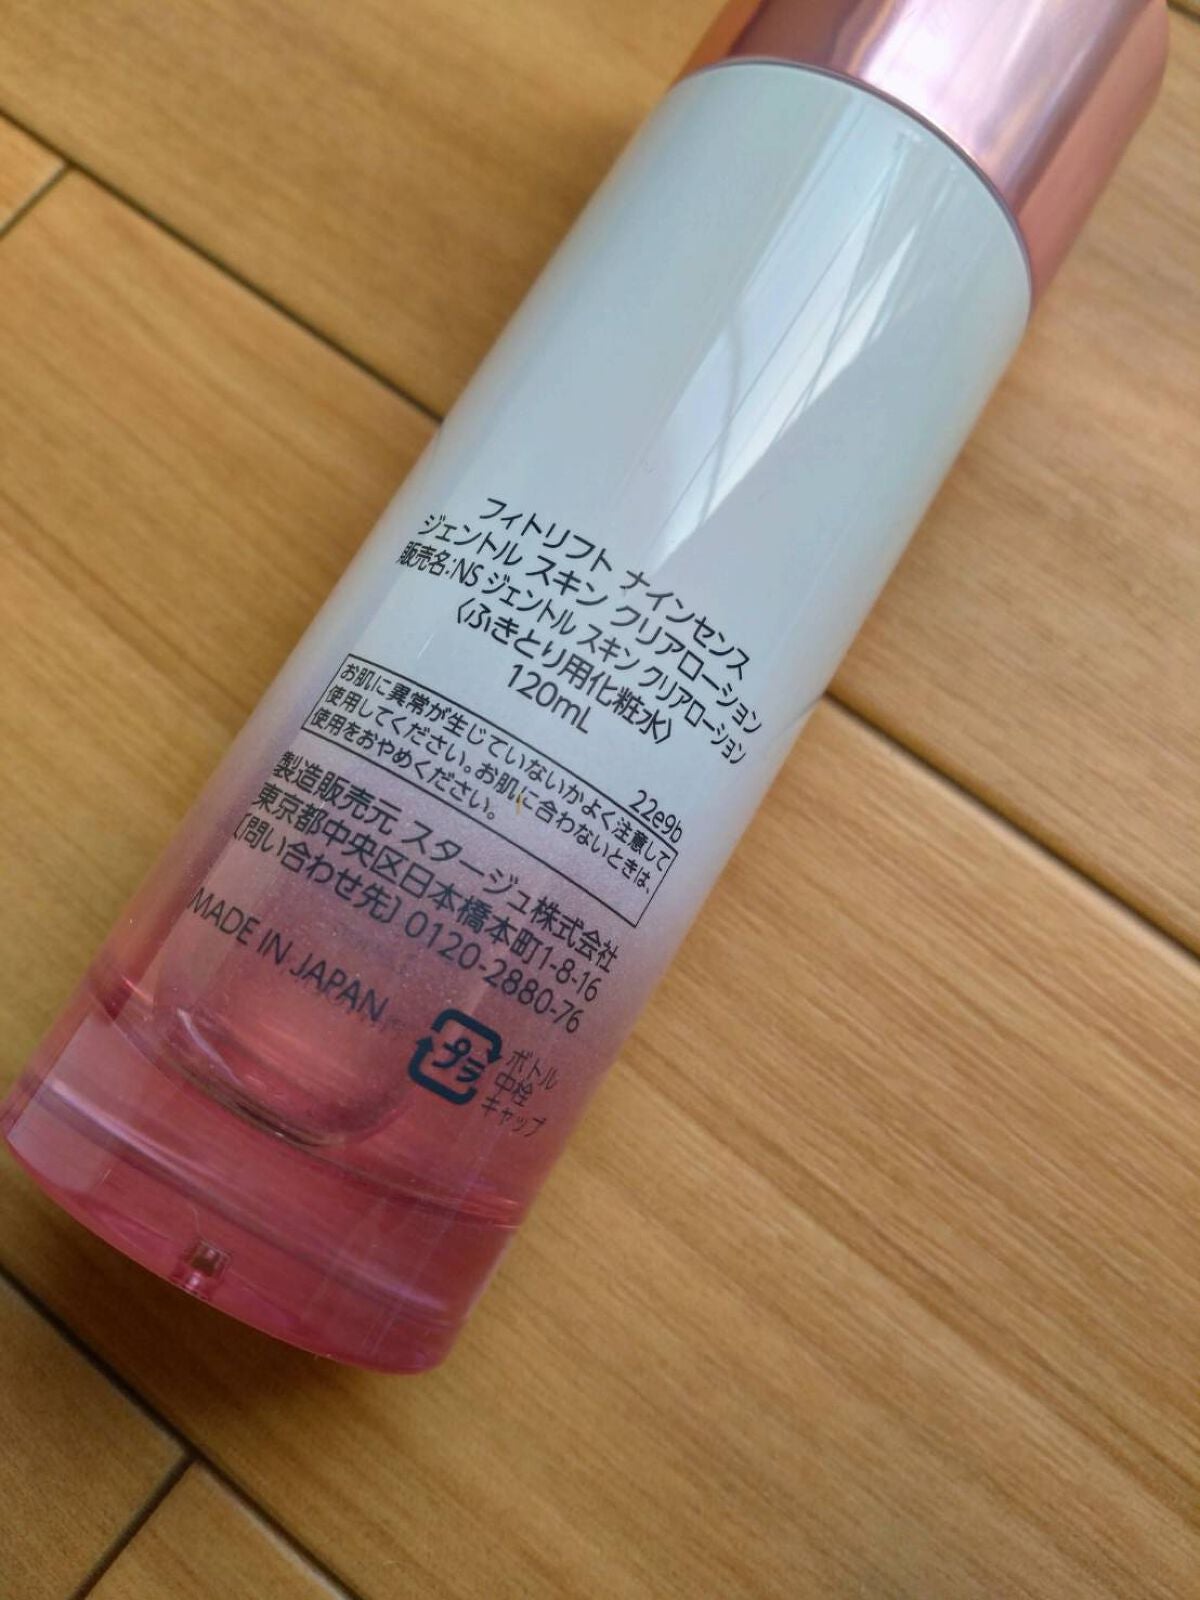 フィトリフト ナインセンス
ジェントル スキン クリアローション
販売名:NS ジェントル スキン クリアローション
〈ふきとり用化粧水〉
120mL
22e9b
お肌に異常が生じていないかよく注意して
使用してください。お肌に合わないときは、
使用をおやめください。
製造販売元 スタージュ株式会社
東京都中央区日本橋本町1-8-16
[問い合わせ先] 0120-2880-76
MADE IN JAPAN
プラ
ボトル
中栓
キャップ